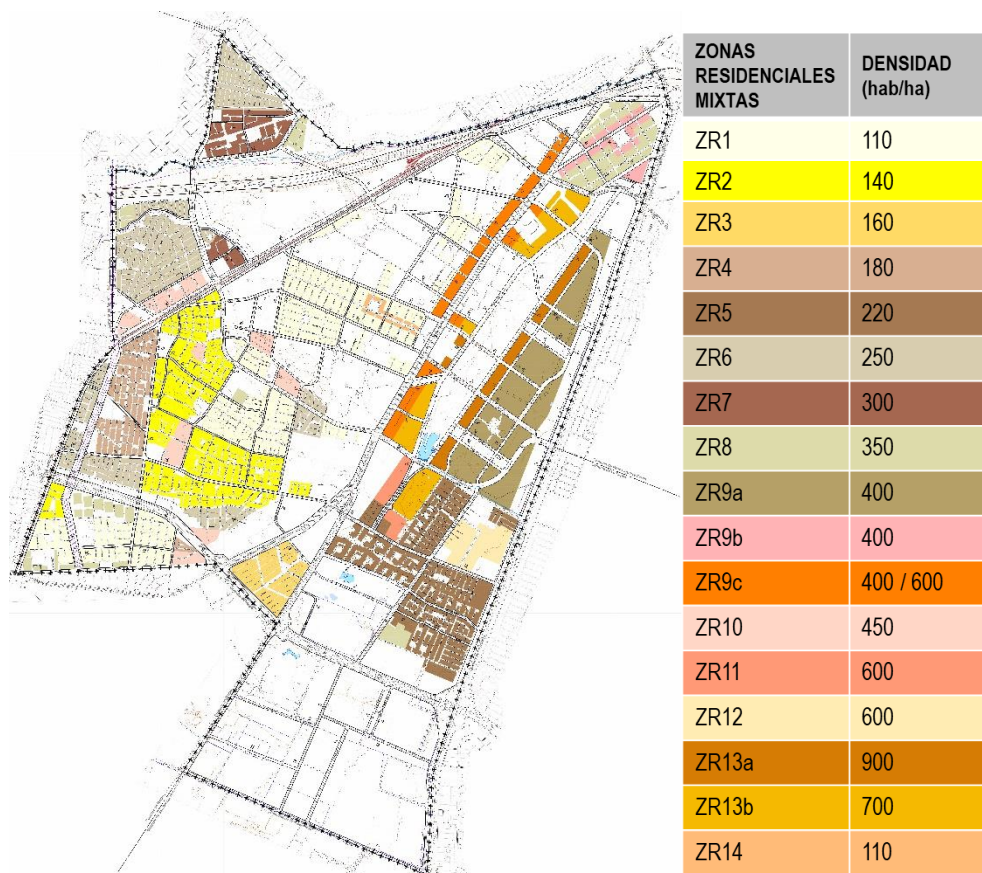 ZONAS RESIDENCIALES MIXTAS DENSIDAD (hab/ha)
ZR1 110
ZR2 140
ZR3 160
ZR4 180
ZR5 220
ZR6 250
ZR7 300
ZR8 350
ZR9a 400
ZR9b 400
ZR9c 400 / 600
ZR10 450
ZR11 600
ZR12 600
ZR13a 900
ZR13b 700
ZR14 110